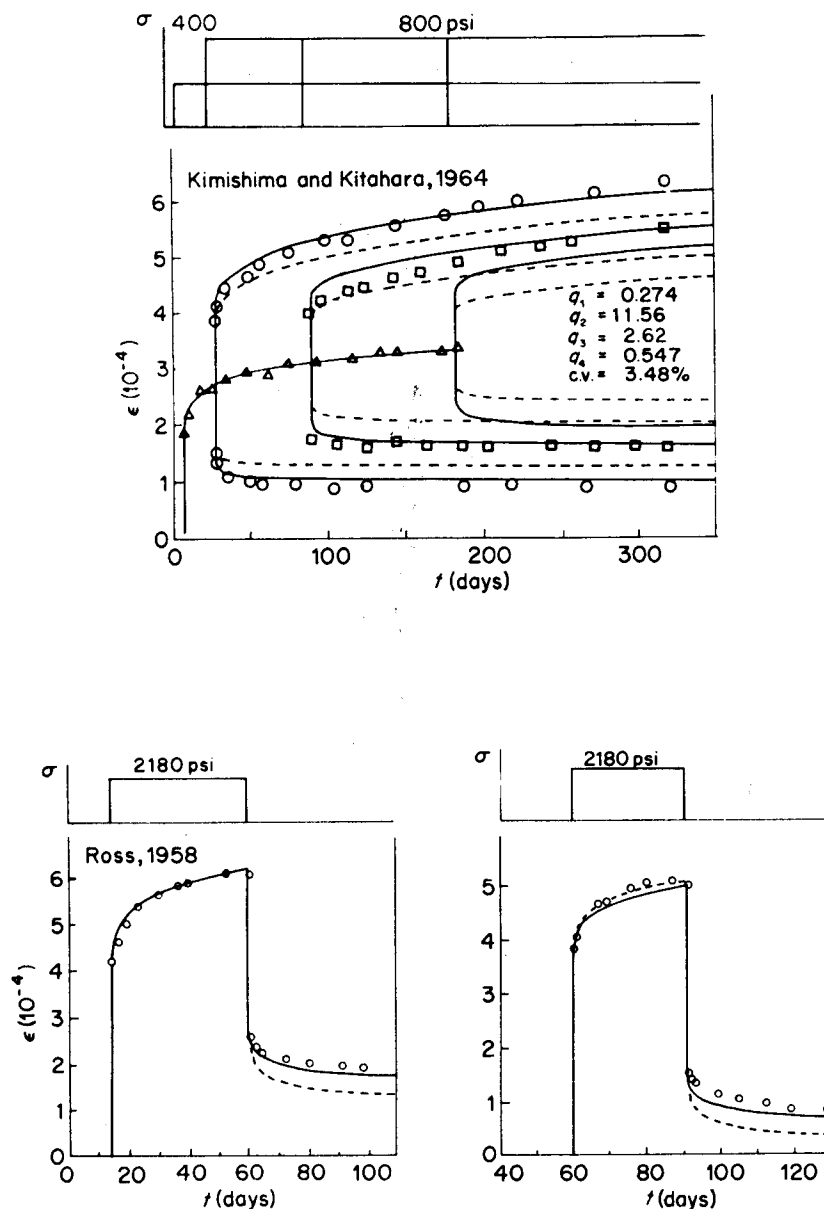 σ 400 800 psi
Kimishima and Kitahara, 1964
6
5
4
3
2
1
0
ϵ (10⁻⁴)
q₁ = 0.274
q₂ = 11.56
q₃ = 2.62
q₄ = 0.547
c.v. = 3.48%
0 100 200 300
t (days)
σ 2180 psi
Ross, 1958
6
5
4
3
2
1
0
ϵ (10⁻⁴)
0 20 40 60 80 100
t (days)
σ 2180 psi
5
4
3
2
1
0
40 60 80 100 120
t (days)